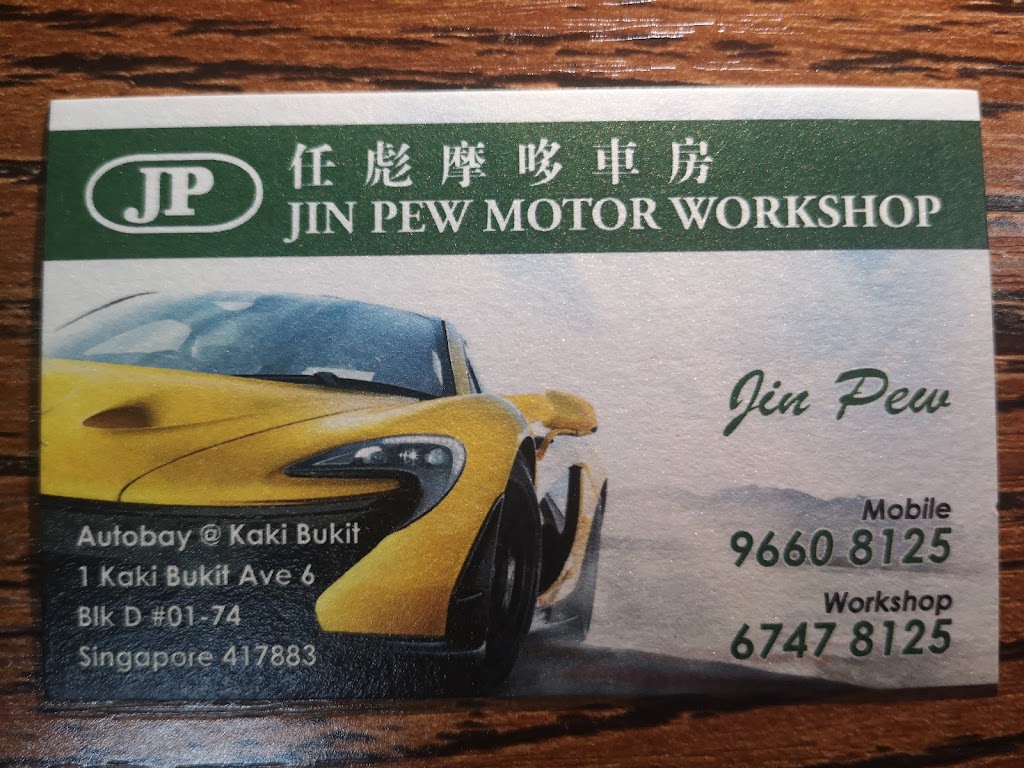 JP
任彪摩哆車房
JIN PEW MOTOR WORKSHOP
Jin Pew
Mobile
9660 8125
Workshop
6747 8125
Autobay @ Kaki Bukit
1 Kaki Bukit Ave 6
Blk D #01-74
Singapore 417883